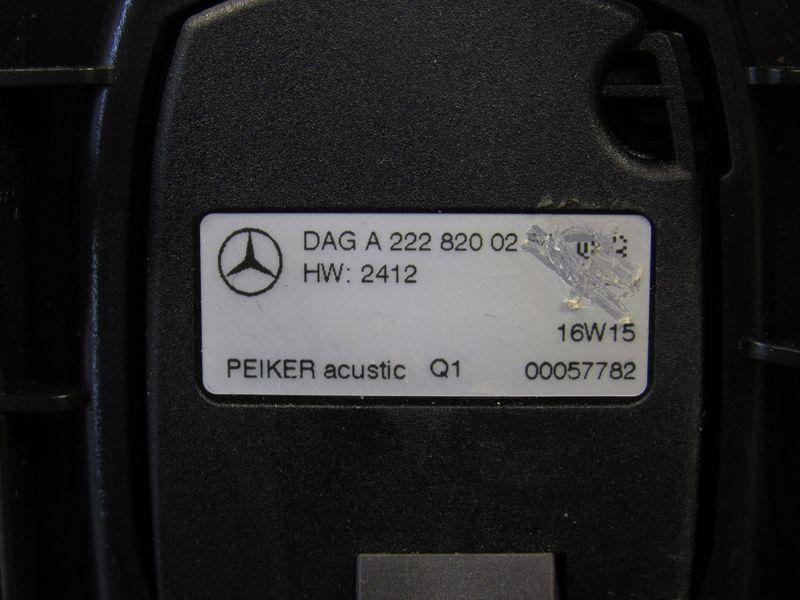 DAG A 222 820 02
HW: 2412
16W15
PEIKER acustic Q1 00057782